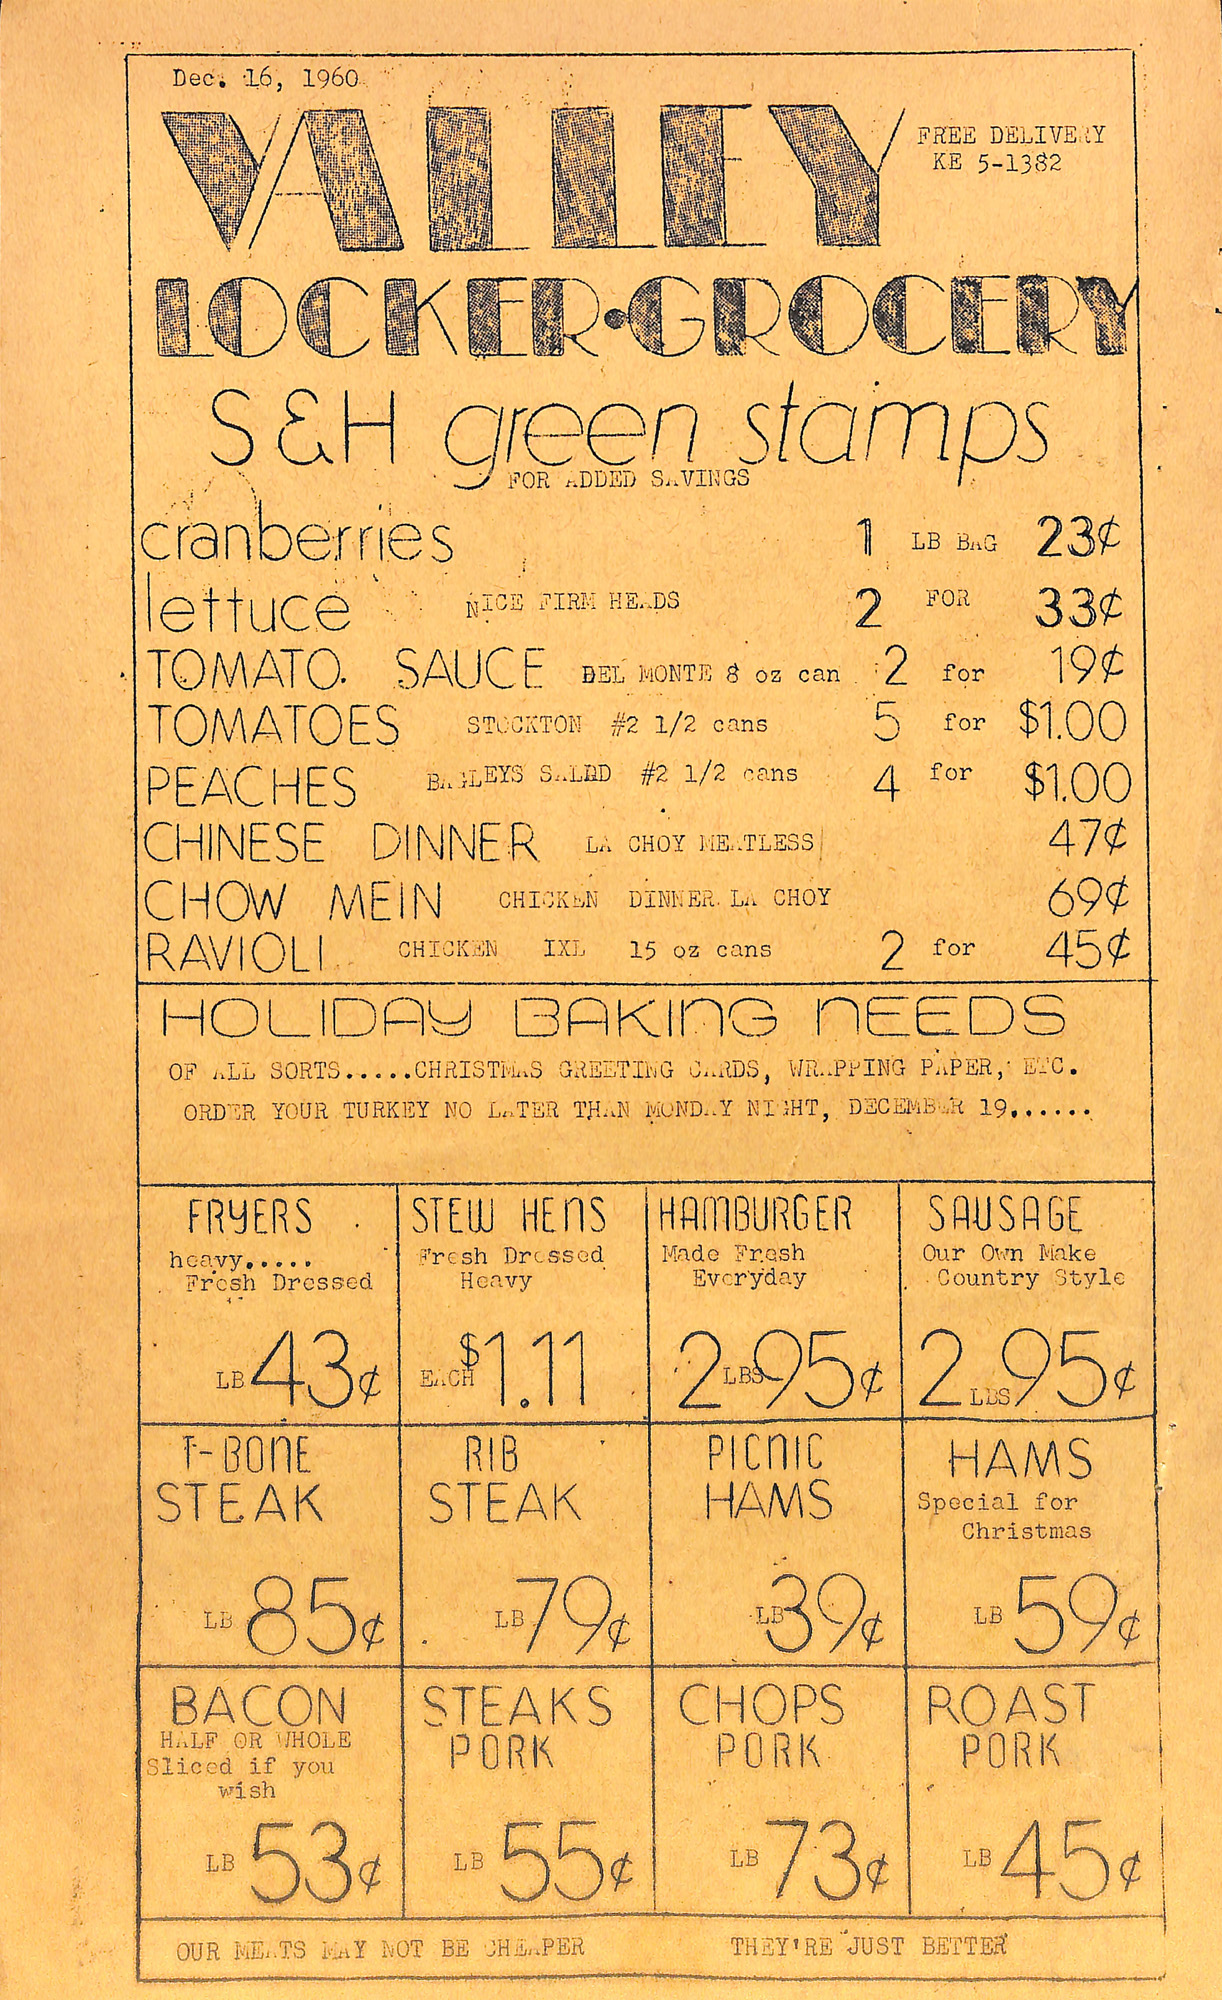 Dec. 16, 1960
VALLEY
FREE DELIVERY
KE 5-1382
LOCKER·GROCERY
S&H green stamps
FOR ADDED SAVINGS
cranberries 1 LB BAG 23¢
lettuce NICE FIRM HEADS 2 FOR 33¢
TOMATO. SAUCE DEL MONTE 8 oz can 2 for 19¢
TOMATOES STOCKTON #2 1/2 cans 5 for $1.00
PEACHES BAGLEYS SALAD #2 1/2 cans 4 for $1.00
CHINESE DINNER LA CHOY MEATLESS 47¢
CHOW MEIN CHICKEN DINNER LA CHOY 69¢
RAVIOLI CHICKEN IXL 15 oz cans 2 for 45¢
HOLIDAY BAKING NEEDS
OF ALL SORTS.....CHRISTMAS GREETING CARDS, WRAPPING PAPER, ETC.
ORDER YOUR TURKEY NO LATER THAN MONDAY NIGHT, DECEMBER 19......
FRYERS
heavy.....
Fresh Dressed
LB 43¢
STEW HENS
Fresh Dressed
Heavy
EACH $1.11
HAMBURGER
Made Fresh
Everyday
2 LBS 95¢
SAUSAGE
Our Own Make
Country Style
2 LBS 95¢
T-BONE
STEAK
LB 85¢
RIB
STEAK
LB 79¢
PICNIC
HAMS
LB 39¢
HAMS
Special for
Christmas
LB 59¢
BACON
HALF OR WHOLE
Sliced if you
wish
LB 53¢
STEAKS
PORK
LB 55¢
CHOPS
PORK
LB 73¢
ROAST
PORK
LB 45¢
OUR MEATS MAY NOT BE CHEAPER THEY'RE JUST BETTER